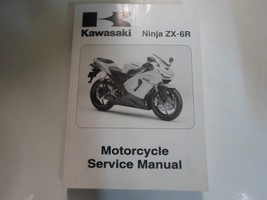 Kawasaki
Ninja ZX-6R
Motorcycle
Service Manual